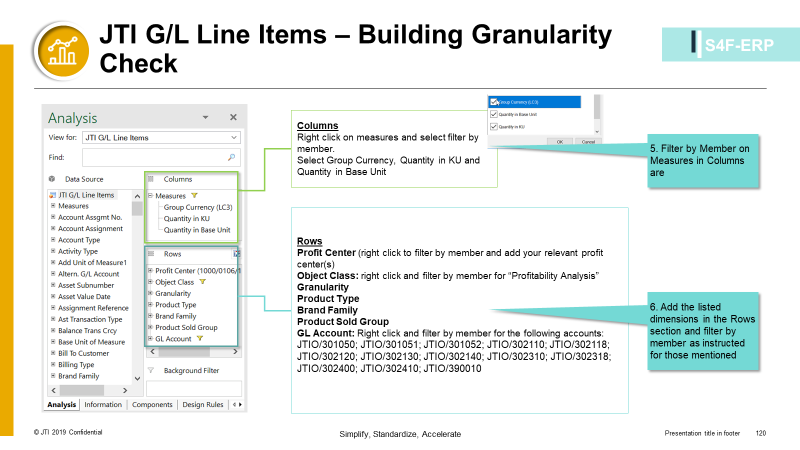 JTI G/L Line Items – Building Granularity
Check
S4F-ERP
Analysis
View for: JTI G/L Line Items
Find:
Data Source
JTI G/L Line Items
Measures
Account Assgmt No.
Account Assignment
Account Type
Activity Type
Add Unit of Measure1
Altern. G/L Account
Asset Subnumber
Asset Value Date
Assignment Reference
Ast Transaction Type
Balance Trans Crcy
Base Unit of Measure
Bill To Customer
Billing Type
Brand Family
Columns
Measures
Group Currency (LC3)
Quantity in KU
Quantity in Base Unit
Rows
Profit Center (1000/0106/1
Object Class
Granularity
Product Type
Brand Family
Product Sold Group
GL Account
Background Filter
Analysis Information Components Design Rules
Columns
Right click on measures and select filter by
member.
Select Group Currency, Quantity in KU and
Quantity in Base Unit
Group Currency (LC3)
Quantity in Base Unit
Quantity in KU
OK Cancel
5. Filter by Member on
Measures in Columns
are
Rows
Profit Center (right click to filter by member and add your relevant profit
center(s)
Object Class: right click and filter by member for “Profitability Analysis”
Granularity
Product Type
Brand Family
Product Sold Group
GL Account: Right click and filter by member for the following accounts:
JTIO/301050; JTIO/301051; JTIO/301052; JTIO/302110; JTIO/302118;
JTIO/302120; JTIO/302130; JTIO/302140; JTIO/302310; JTIO/302318;
JTIO/302400; JTIO/302410; JTIO/390010
6. Add the listed
dimensions in the Rows
section and filter by
member as instructed
for those mentioned
© JTI 2019 Confidential
Simplify, Standardize, Accelerate
Presentation title in footer 120